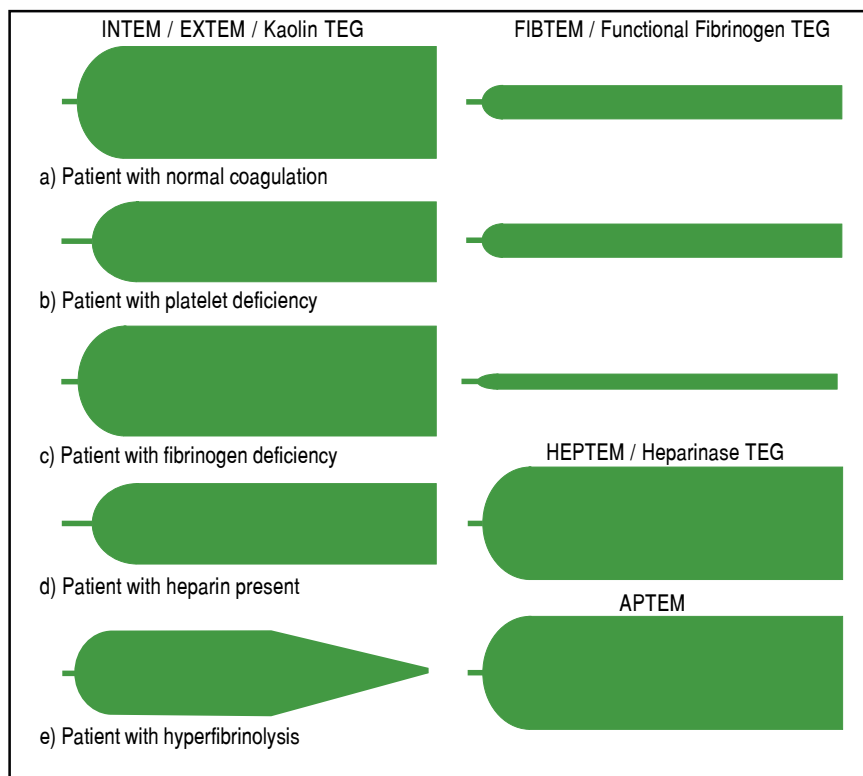 INTEM / EXTEM / Kaolin TEG
FIBTEM / Functional Fibrinogen TEG
a) Patient with normal coagulation
b) Patient with platelet deficiency
c) Patient with fibrinogen deficiency
HEPTEM / Heparinase TEG
d) Patient with heparin present
APTEM
e) Patient with hyperfibrinolysis